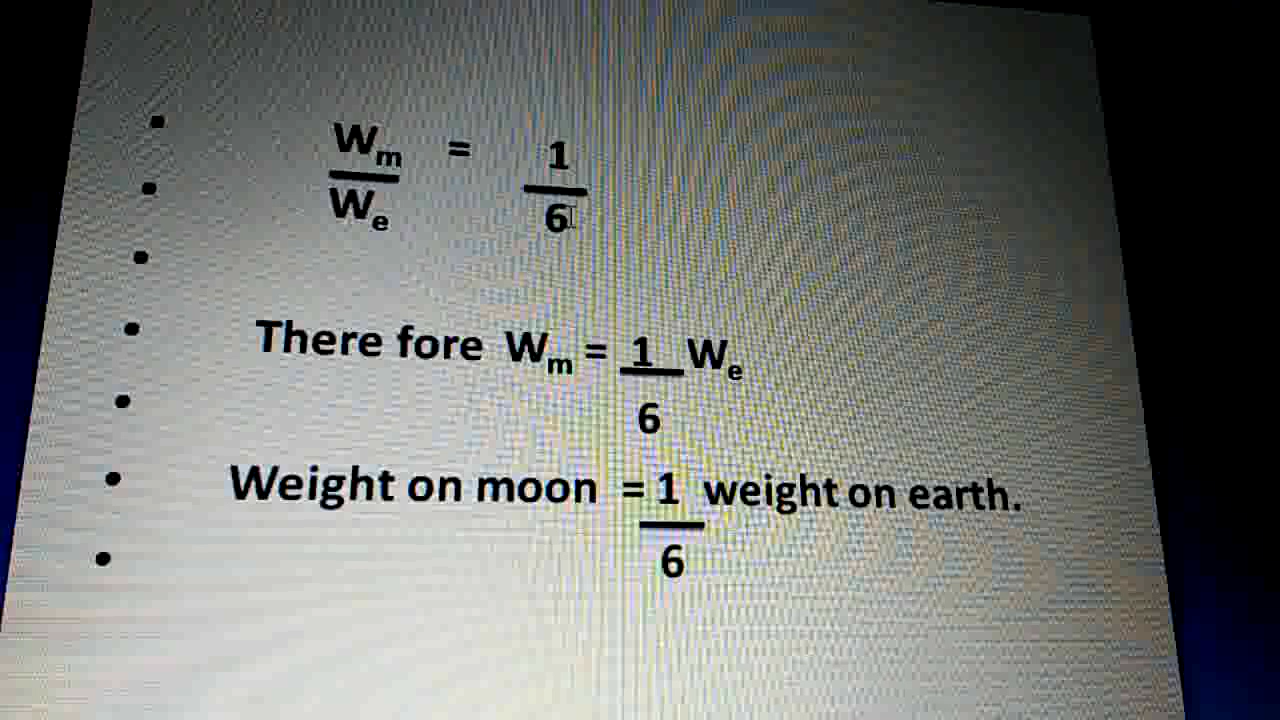 Wm = 1
We 6
There fore Wm = 1 We
6
Weight on moon = 1 weight on earth.
6